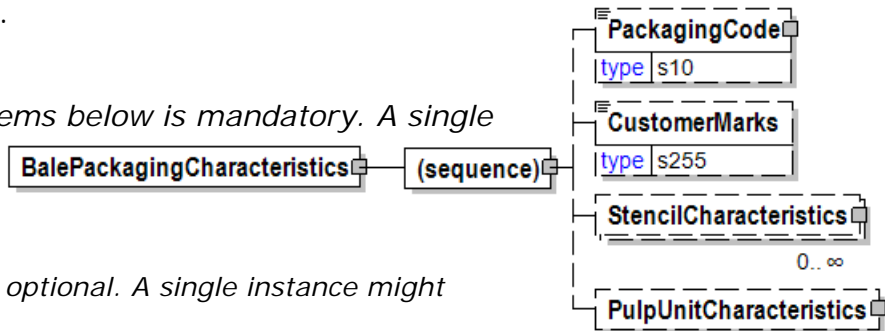 .
PackagingCode
type s10
ems below is mandatory. A single
CustomerMarks
type s255
BalePackagingCharacteristics
(sequence)
StencilCharacteristics
0.. ∞
optional. A single instance might
PulpUnitCharacteristics